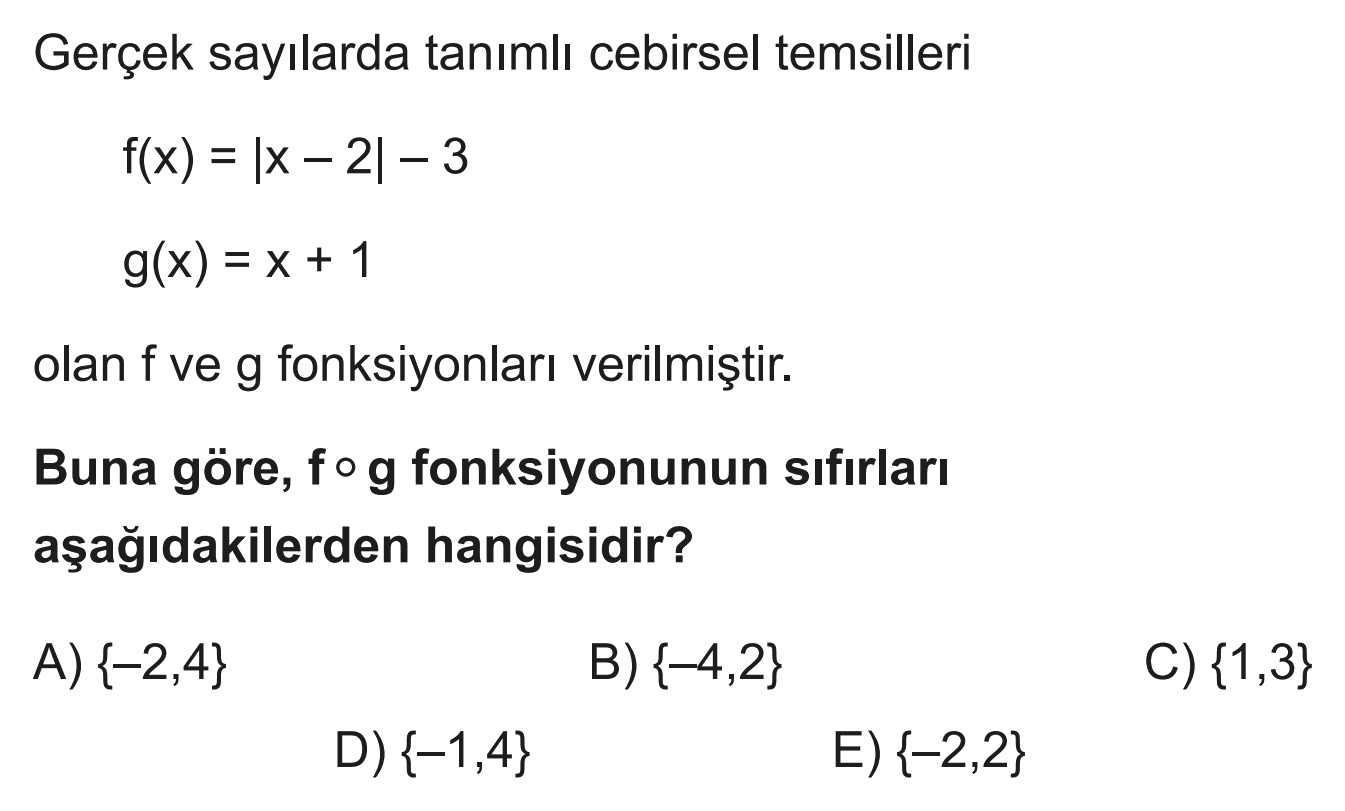 Gerçek sayılarda tanımlı cebirsel temsilleri
f(x) = |x – 2| – 3
g(x) = x + 1
olan f ve g fonksiyonları verilmiştir.
Buna göre, f∘g fonksiyonunun sıfırları
aşağıdakilerden hangisidir?
A) {–2,4} B) {–4,2} C) {1,3}
D) {–1,4} E) {–2,2}